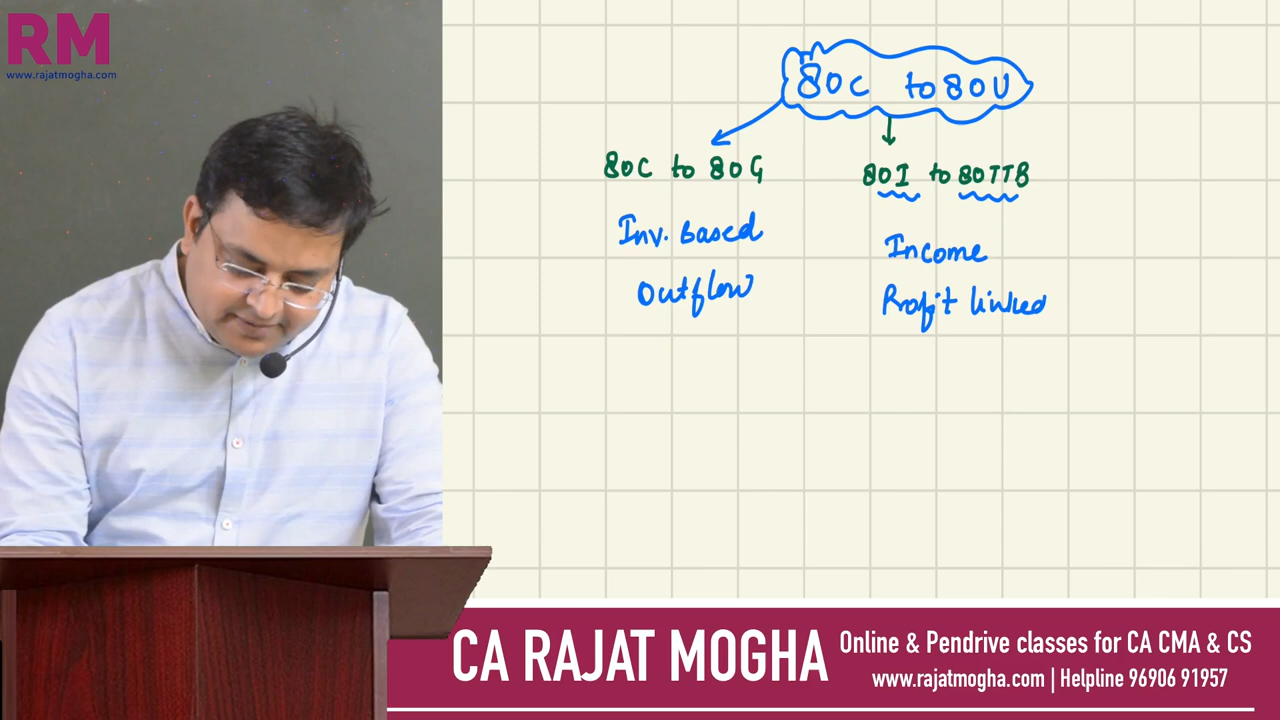 RM
www.rajatmogha.com
80C to 80U
80C to 80G
80I to 80TTB
Inv. Based
Outflow
Income
Profit linked
CA RAJAT MOGHA
Online & Pendrive classes for CA CMA & CS
www.rajatmogha.com | Helpline 96906 91957